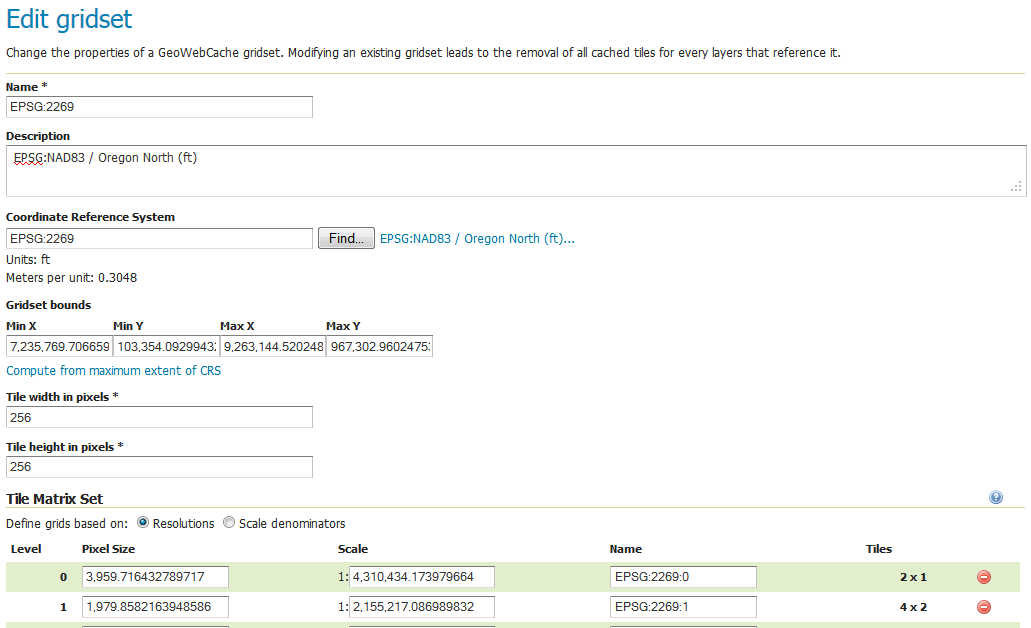 Edit gridset
Change the properties of a GeoWebCache gridset. Modifying an existing gridset leads to the removal of all cached tiles for every layers that reference it.
Name *
EPSG:2269
Description
EPSG:NAD83 / Oregon North (ft)
Coordinate Reference System
EPSG:2269 Find... EPSG:NAD83 / Oregon North (ft)...
Units: ft
Meters per unit: 0.3048
Gridset bounds
Min X Min Y Max X Max Y
7,235,769.706659 103,354.09299432 9,263,144.520248 967,302.96024753
Compute from maximum extent of CRS
Tile width in pixels *
256
Tile height in pixels *
256
Tile Matrix Set
Define grids based on: Resolutions Scale denominators
Level Pixel Size Scale Name Tiles
0 3,959.716432789717 1: 4,310,434.173979664 EPSG:2269:0 2 x 1
1 1,979.8582163948586 1: 2,155,217.086989832 EPSG:2269:1 4 x 2